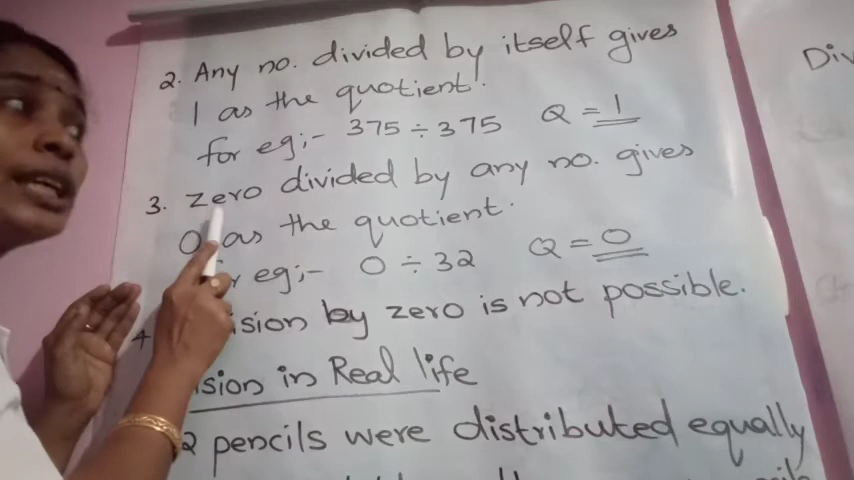 2. Any no. divided by itself gives
1 as the quotient.
for eg:- 375 ÷ 375 Q = 1
3. zero divided by any no. gives
0 as the quotient.
eg:- 0 ÷ 32 Q = 0
4. sion by zero is not possible.
sion in Real life
2 pencils were distributed equally
Div